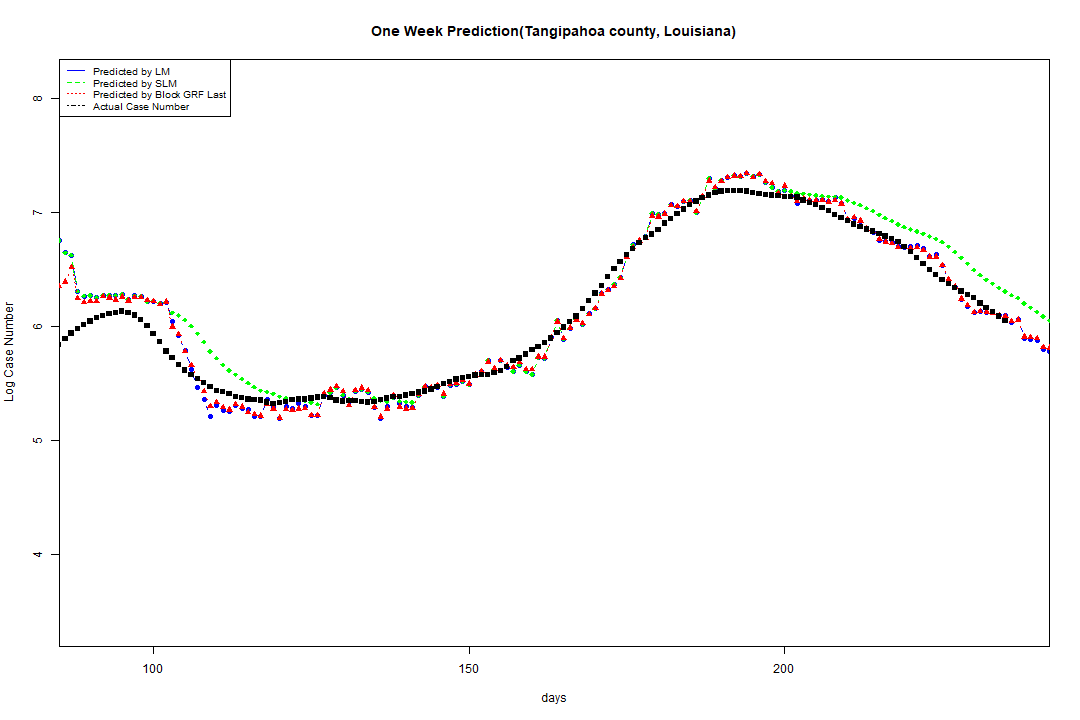 One Week Prediction(Tangipahoa county, Louisiana)
Predicted by LM
Predicted by SLM
Predicted by Block GRF Last
Actual Case Number
8
7
6
5
4
Log Case Number
100 150 200
days